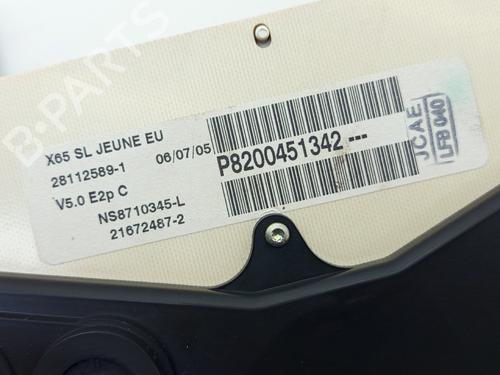 B-PARTS
X65 SL JEUNE EU
28112589-1 06/07/05
V5.0 E2p C
NS8710345-L
21672487-2
P8200451342 ---
JCAE
LFB 040